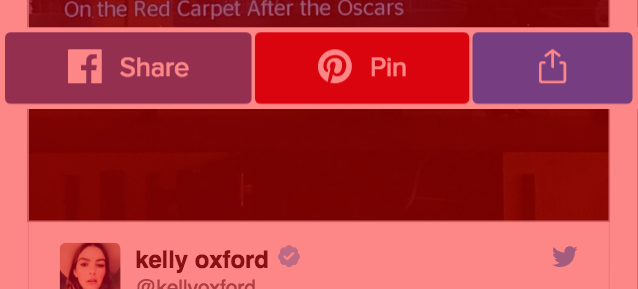 On the Red Carpet After the Oscars
Share
Pin
kelly oxford
@kellyoxford